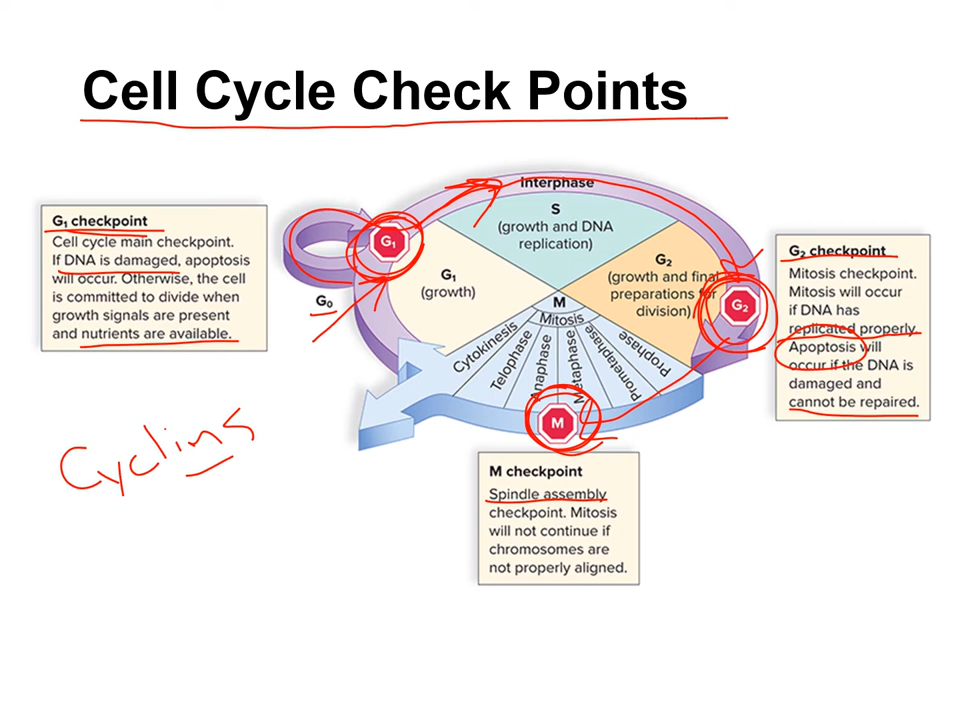 Cell Cycle Check Points
Interphase
S
(growth and DNA
replication)
G₁ checkpoint
Cell cycle main checkpoint.
If DNA is damaged, apoptosis
will occur. Otherwise, the cell
is committed to divide when
growth signals are present
and nutrients are available.
G₁
G₀
G₁
(growth)
G₂
(growth and final
preparations for
division)
G₂
G₂ checkpoint
Mitosis checkpoint.
Mitosis will occur
if DNA has
replicated properly.
Apoptosis will
occur if the DNA is
damaged and
cannot be repaired.
M
Mitosis
Cytokinesis
Telophase
Anaphase
Metaphase
Prometaphase
Prophase
M
Cyclins
M checkpoint
Spindle assembly
checkpoint. Mitosis
will not continue if
chromosomes are
not properly aligned.